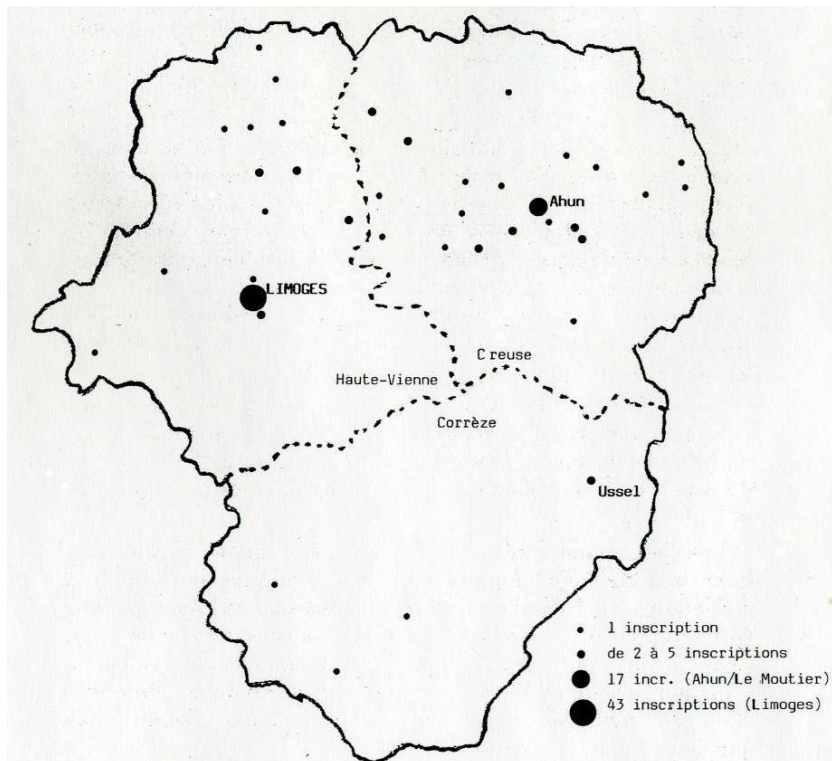 Ahun
LIMOGES
Creuse
Haute-Vienne
Corrèze
Ussel
1 inscription
de 2 à 5 inscriptions
17 incr. (Ahun/Le Moutier)
43 inscriptions (Limoges)